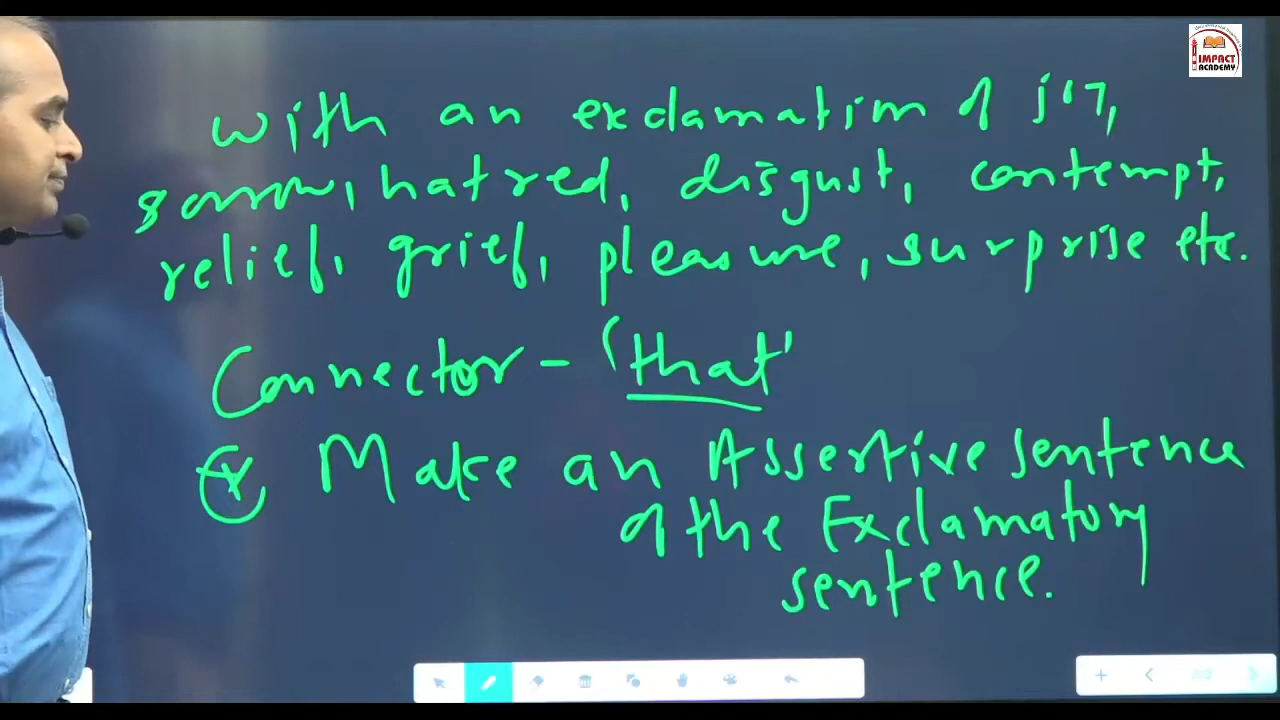 IMPACT
ACADEMY
with an exclamation of joy,
sorrow, hatred, disgust, contempt,
relief, grief, pleasure, surprise etc.
Connector - 'that'
Make an Assertive sentence
of the Exclamatory
sentence.